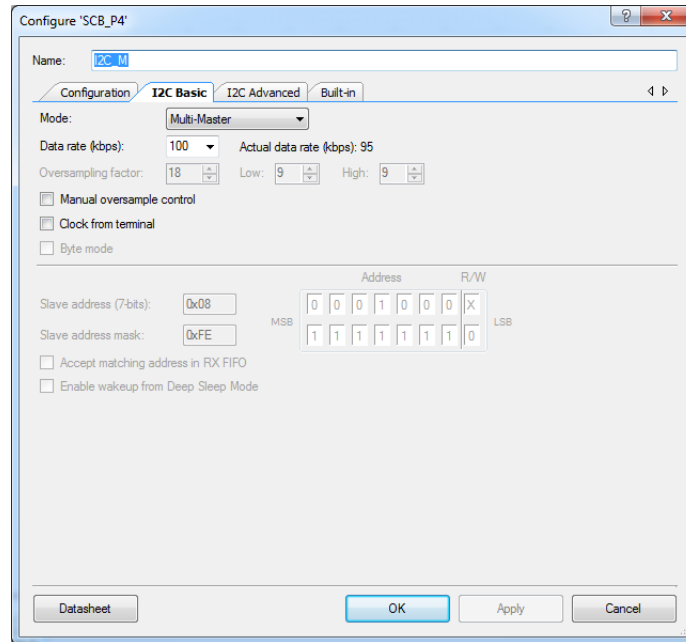 Configure 'SCB_P4'
Name: I2C_M
Configuration I2C Basic I2C Advanced Built-in
Mode: Multi-Master
Data rate (kbps): 100 Actual data rate (kbps): 95
Oversampling factor: 18 Low: 9 High: 9
Manual oversample control
Clock from terminal
Byte mode
Address R/W
Slave address (7-bits): 0x08 0 0 0 1 0 0 0 X
MSB LSB
Slave address mask: 0xFE 1 1 1 1 1 1 1 0
Accept matching address in RX FIFO
Enable wakeup from Deep Sleep Mode
Datasheet OK Apply Cancel